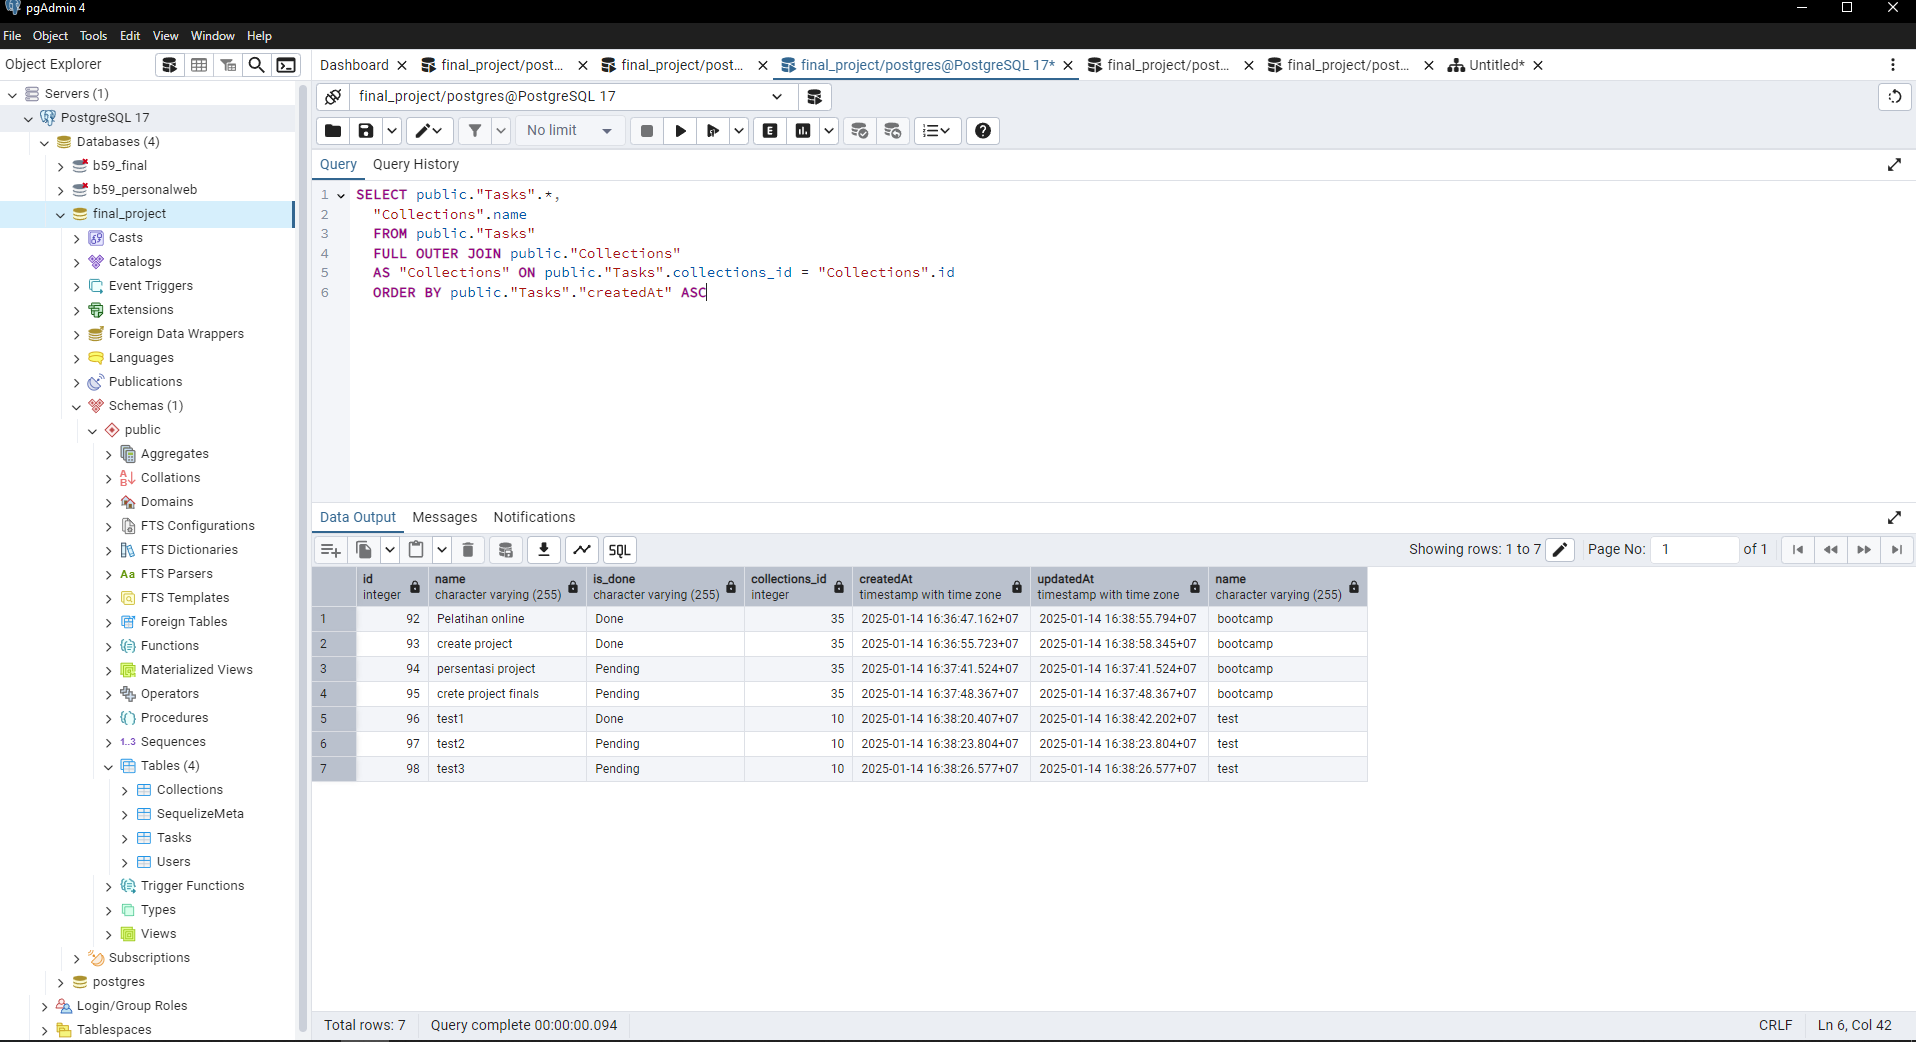 pgAdmin 4
File Object Tools Edit View Window Help
Object Explorer
Dashboard final_project/post... final_project/post... final_project/postgres@PostgreSQL 17* final_project/post... final_project/post... Untitled*
final_project/postgres@PostgreSQL 17
No limit
E
Query Query History
1 SELECT public."Tasks".*,
2 "Collections".name
3 FROM public."Tasks"
4 FULL OUTER JOIN public."Collections"
5 AS "Collections" ON public."Tasks".collections_id = "Collections".id
6 ORDER BY public."Tasks"."createdAt" ASC
Servers (1)
PostgreSQL 17
Databases (4)
b59_final
b59_personalweb
final_project
Casts
Catalogs
Event Triggers
Extensions
Foreign Data Wrappers
Languages
Publications
Schemas (1)
public
Aggregates
Collations
Domains
FTS Configurations
FTS Dictionaries
Aa FTS Parsers
FTS Templates
Foreign Tables
Functions
Materialized Views
Operators
Procedures
1..3 Sequences
Tables (4)
Collections
SequelizeMeta
Tasks
Users
Trigger Functions
Types
Views
Subscriptions
postgres
Login/Group Roles
Tablespaces
Data Output Messages Notifications
SQL
Showing rows: 1 to 7 Page No: 1 of 1
id name is_done collections_id createdAt updatedAt name
integer character varying (255) character varying (255) integer timestamp with time zone timestamp with time zone character varying (255)
1 92 Pelatihan online Done 35 2025-01-14 16:36:47.162+07 2025-01-14 16:38:55.794+07 bootcamp
2 93 create project Done 35 2025-01-14 16:36:55.723+07 2025-01-14 16:38:58.345+07 bootcamp
3 94 persentasi project Pending 35 2025-01-14 16:37:41.524+07 2025-01-14 16:37:41.524+07 bootcamp
4 95 crete project finals Pending 35 2025-01-14 16:37:48.367+07 2025-01-14 16:37:48.367+07 bootcamp
5 96 test1 Done 10 2025-01-14 16:38:20.407+07 2025-01-14 16:38:42.202+07 test
6 97 test2 Pending 10 2025-01-14 16:38:23.804+07 2025-01-14 16:38:23.804+07 test
7 98 test3 Pending 10 2025-01-14 16:38:26.577+07 2025-01-14 16:38:26.577+07 test
Total rows: 7 Query complete 00:00:00.094 CRLF Ln 6, Col 42